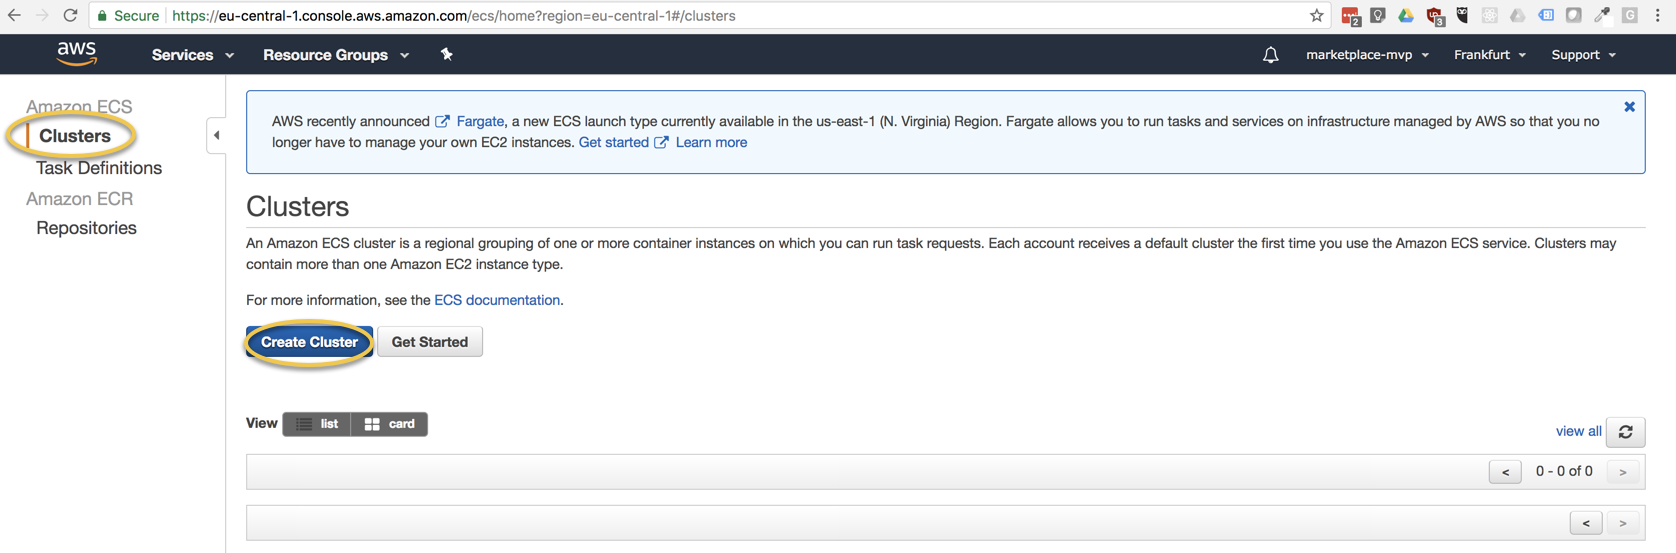 Secure https://eu-central-1.console.aws.amazon.com/ecs/home?region=eu-central-1#/clusters
2
3
G
aws Services Resource Groups marketplace-mvp Frankfurt Support
Amazon ECS
Clusters
Task Definitions
Amazon ECR
Repositories
AWS recently announced Fargate, a new ECS launch type currently available in the us-east-1 (N. Virginia) Region. Fargate allows you to run tasks and services on infrastructure managed by AWS so that you no
longer have to manage your own EC2 instances. Get started Learn more
Clusters
An Amazon ECS cluster is a regional grouping of one or more container instances on which you can run task requests. Each account receives a default cluster the first time you use the Amazon ECS service. Clusters may
contain more than one Amazon EC2 instance type.
For more information, see the ECS documentation.
Create Cluster Get Started
View list card
view all
< 0 - 0 of 0 >
< >